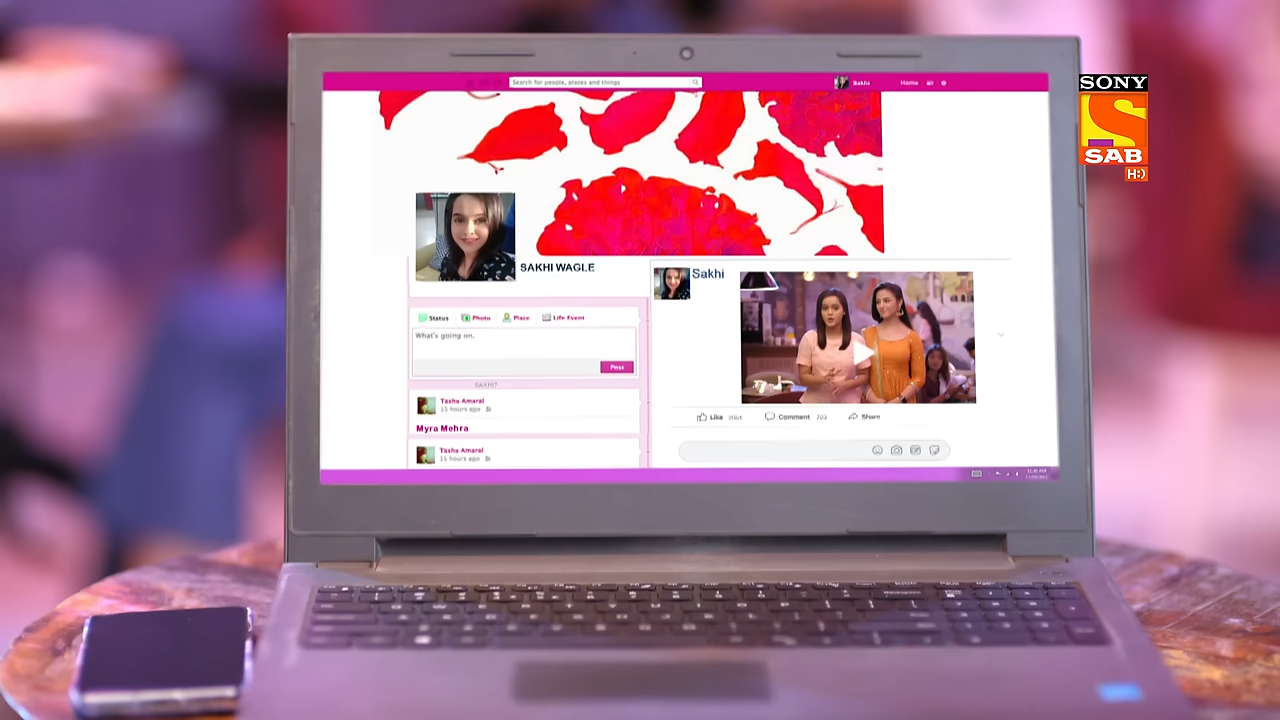 Search for people, places and things
Sakhi
Home
SONY
SAB
HD
SAKHI WAGLE
Sakhi
Status
Photo
Place
Life Event
What's going on.
Post
Tasha Amaral
15 hours ago
Myra Mehra
Tasha Amaral
15 hours ago
Like
Comment
Share